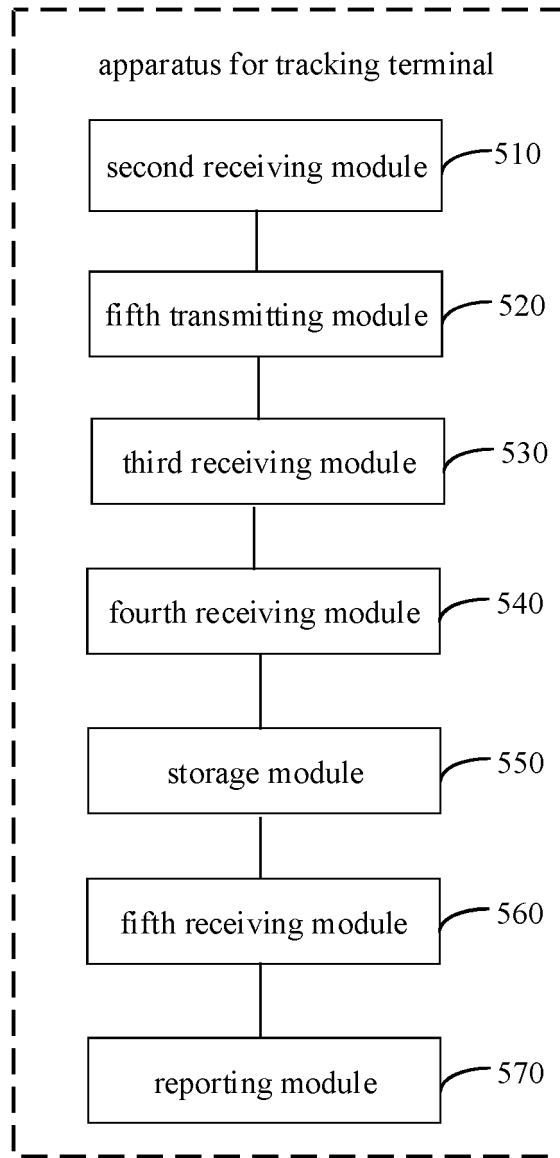 apparatus for tracking terminal
second receiving module
510
fifth transmitting module
520
third receiving module
530
fourth receiving module
540
storage module
550
fifth receiving module
560
reporting module
570